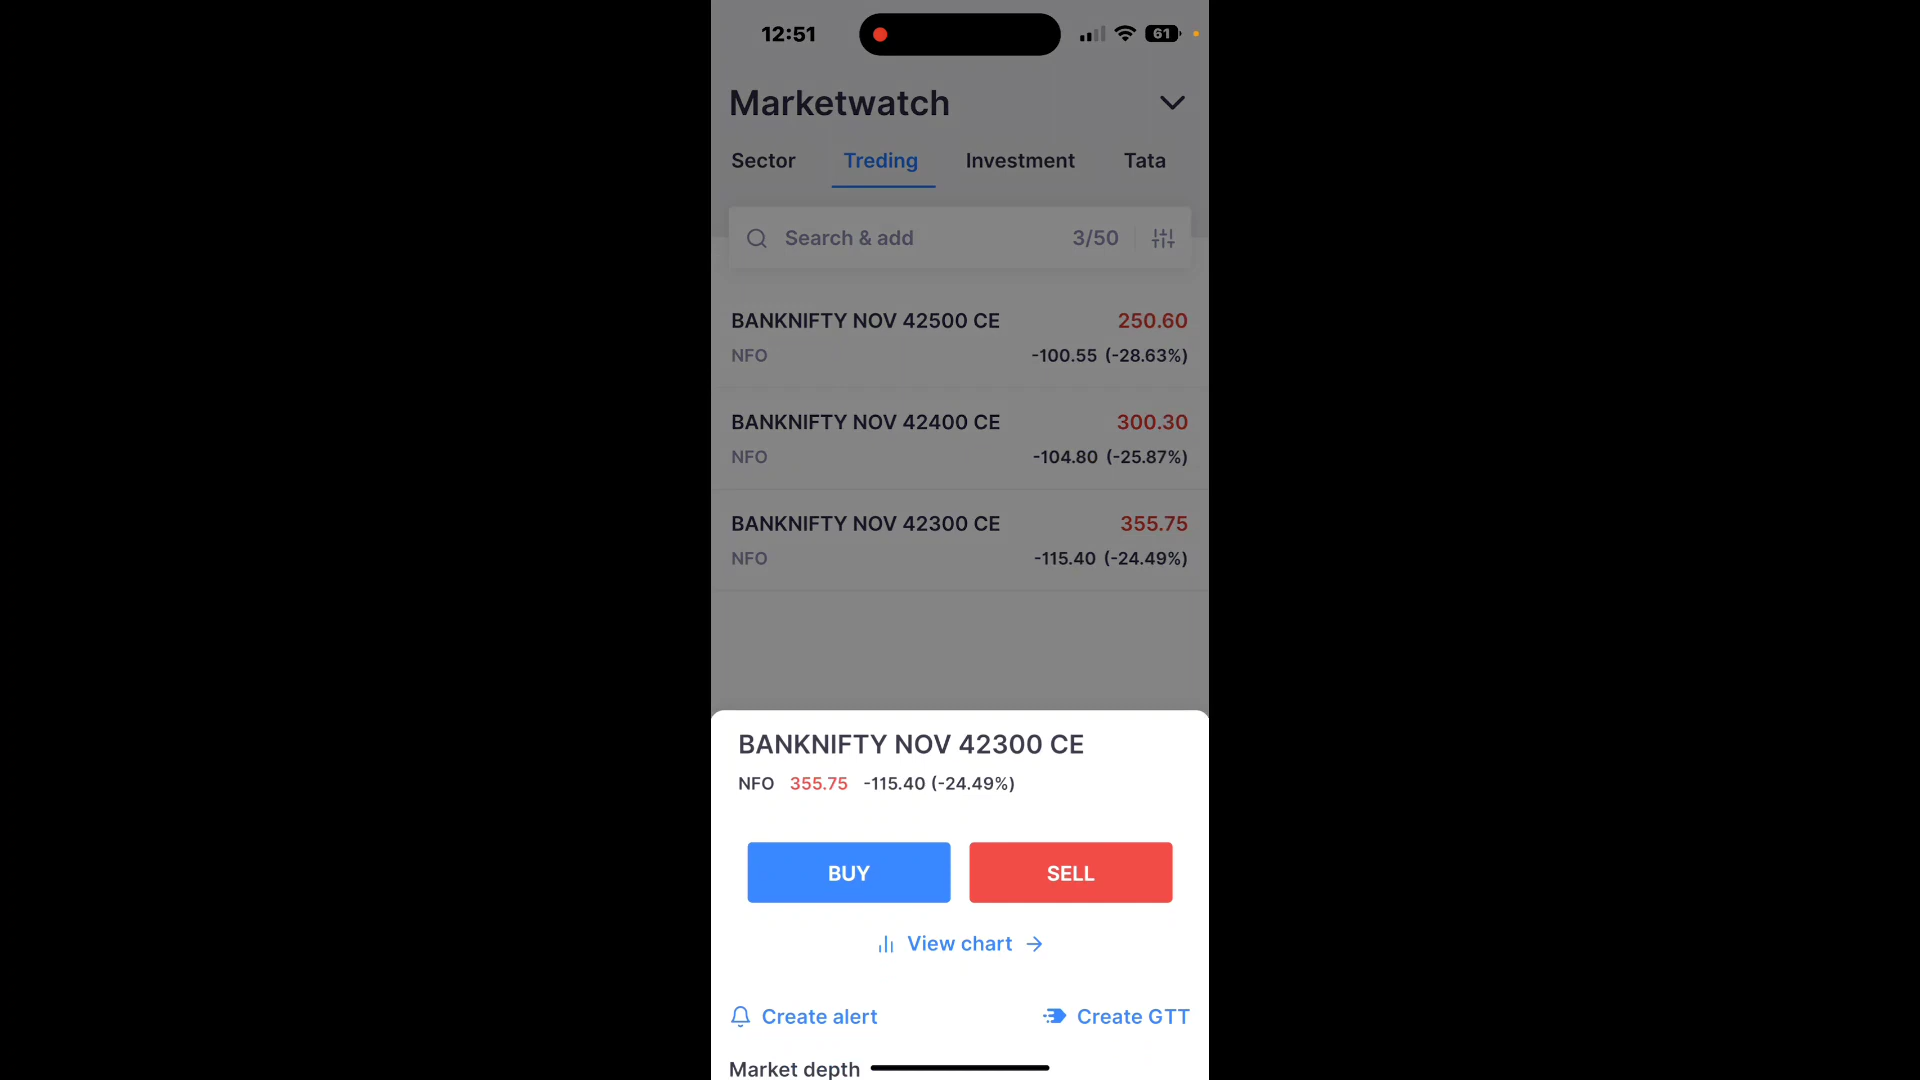 12:51
61
Marketwatch
Sector Treding Investment Tata
Search & add 3/50
BANKNIFTY NOV 42500 CE 250.60
NFO -100.55 (-28.63%)
BANKNIFTY NOV 42400 CE 300.30
NFO -104.80 (-25.87%)
BANKNIFTY NOV 42300 CE 355.75
NFO -115.40 (-24.49%)
BANKNIFTY NOV 42300 CE
NFO 355.75 -115.40 (-24.49%)
BUY SELL
View chart
Create alert Create GTT
Market depth